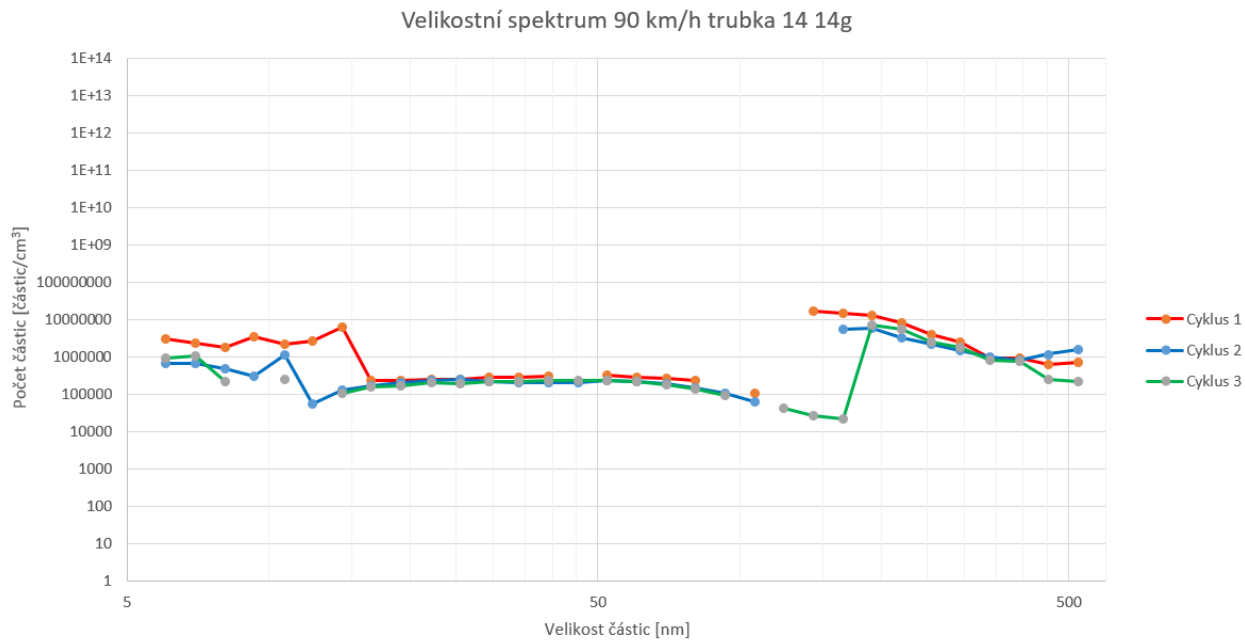 Velikostní spektrum 90 km/h trubka 14 14g
Počet částic [částic/cm³]
1E+14
1E+13
1E+12
1E+11
1E+10
1E+09
100000000
10000000
1000000
100000
10000
1000
100
10
1
5
50
500
Velikost částic [nm]
Cyklus 1
Cyklus 2
Cyklus 3